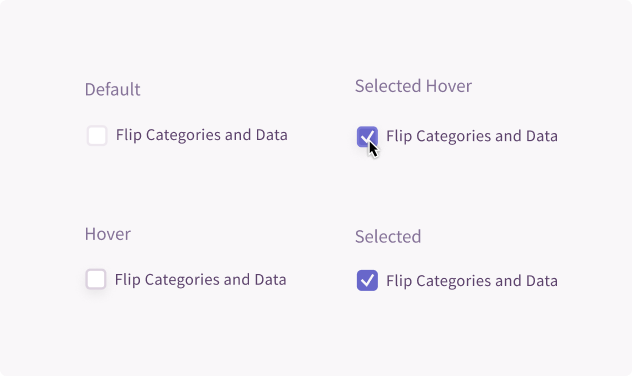 Default
Flip Categories and Data
Selected Hover
Flip Categories and Data
Hover
Flip Categories and Data
Selected
Flip Categories and Data